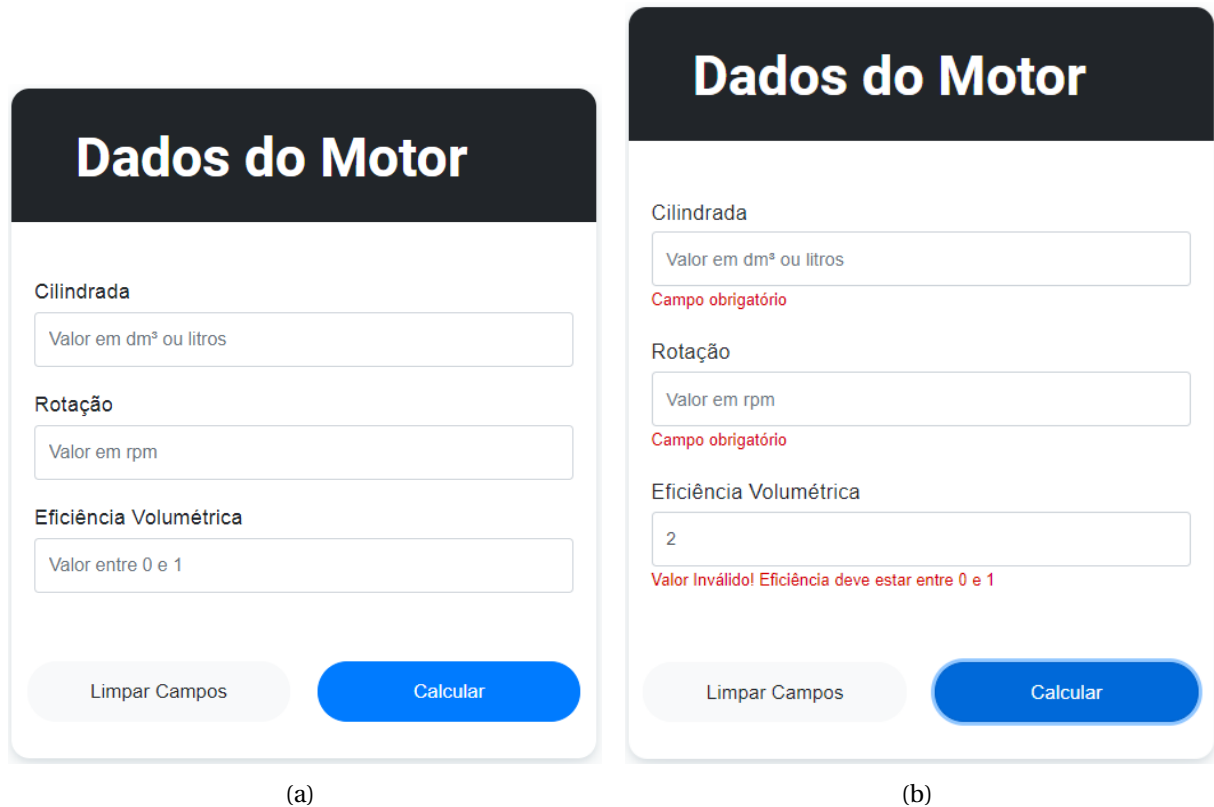 Dados do Motor
Cilindrada
Valor em dm³ ou litros
Rotação
Valor em rpm
Eficiência Volumétrica
Valor entre 0 e 1
Limpar Campos
Calcular
(a)
Dados do Motor
Cilindrada
Valor em dm³ ou litros
Campo obrigatório
Rotação
Valor em rpm
Campo obrigatório
Eficiência Volumétrica
2
Valor Inválido! Eficiência deve estar entre 0 e 1
Limpar Campos
Calcular
(b)